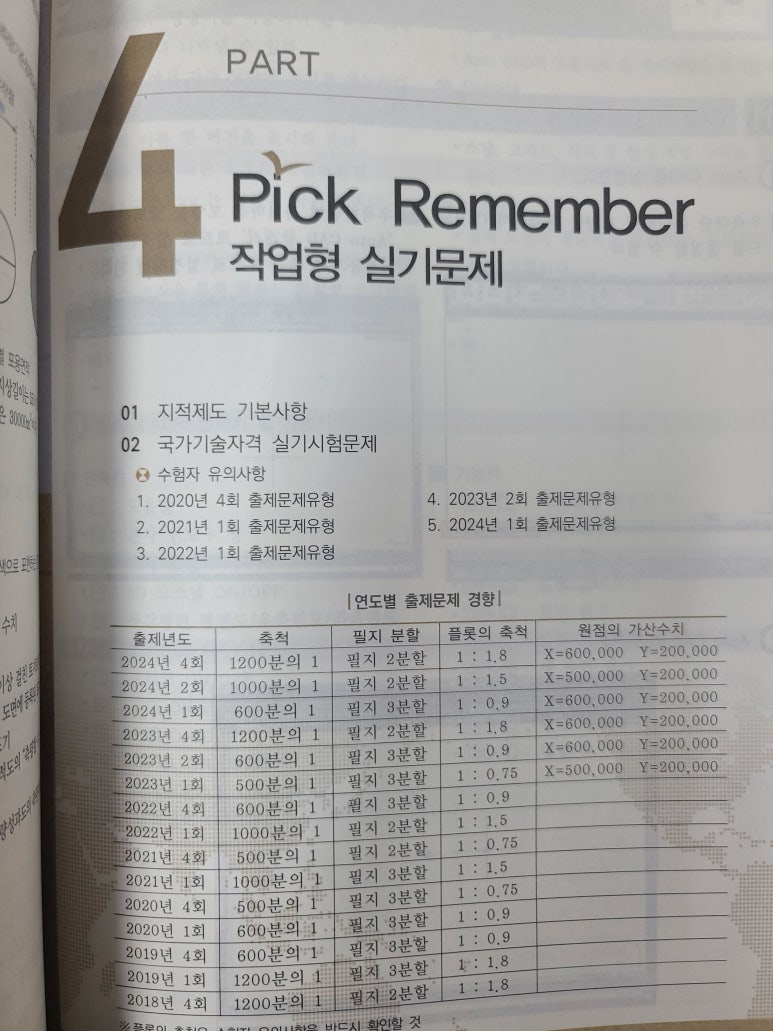 4
PART
Pick Remember
작업형 실기문제
01 지적제도 기본사항
02 국가기술자격 실기시험문제
수험자 유의사항
1. 2020년 4회 출제문제유형
2. 2021년 1회 출제문제유형
3. 2022년 1회 출제문제유형
4. 2023년 2회 출제문제유형
5. 2024년 1회 출제문제유형
|연도별 출제문제 경향|
출제년도 축척 필지 분할 플롯의 축척 원점의 가산수치
2024년 4회 1200분의 1 필지 2분할 1 : 1.8 X=600,000 Y=200,000
2024년 2회 1000분의 1 필지 2분할 1 : 1.5 X=500,000 Y=200,000
2024년 1회 600분의 1 필지 3분할 1 : 0.9 X=600,000 Y=200,000
2023년 4회 1200분의 1 필지 2분할 1 : 1.8 X=600,000 Y=200,000
2023년 2회 600분의 1 필지 3분할 1 : 0.9 X=600,000 Y=200,000
2023년 1회 500분의 1 필지 3분할 1 : 0.75 X=500,000 Y=200,000
2022년 4회 600분의 1 필지 3분할 1 : 0.9
2022년 1회 1000분의 1 필지 2분할 1 : 1.5
2021년 4회 500분의 1 필지 2분할 1 : 0.75
2021년 1회 1000분의 1 필지 3분할 1 : 1.5
2020년 4회 500분의 1 필지 3분할 1 : 0.75
2020년 1회 600분의 1 필지 3분할 1 : 0.9
2019년 4회 600분의 1 필지 3분할 1 : 0.9
2019년 1회 1200분의 1 필지 3분할 1 : 1.8
2018년 4회 1200분의 1 필지 2분할 1 : 1.8
※ 플롯의 축척은 수험자 유의사항을 반드시 확인할 것